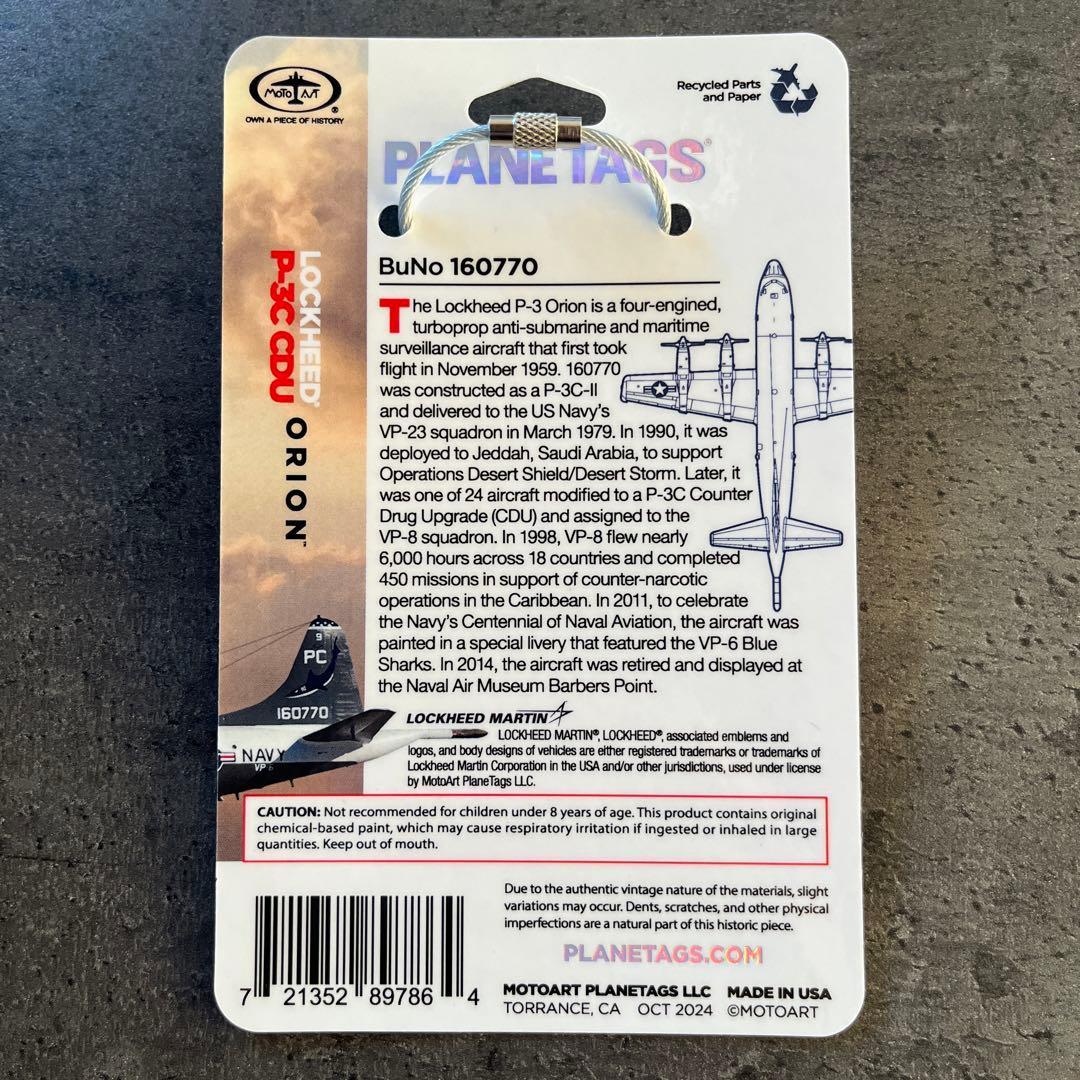 MOTO ART
®
OWN A PIECE OF HISTORY
Recycled Parts
and Paper
PLANETAGS®
LOCKHEED®
P-3C CDU
ORION™
BuNo 160770
The Lockheed P-3 Orion is a four-engined,
turboprop anti-submarine and maritime
surveillance aircraft that first took
flight in November 1959. 160770
was constructed as a P-3C-II
and delivered to the US Navy's
VP-23 squadron in March 1979. In 1990, it was
deployed to Jeddah, Saudi Arabia, to support
Operations Desert Shield/Desert Storm. Later, it
was one of 24 aircraft modified to a P-3C Counter
Drug Upgrade (CDU) and assigned to the
VP-8 squadron. In 1998, VP-8 flew nearly
6,000 hours across 18 countries and completed
450 missions in support of counter-narcotic
operations in the Caribbean. In 2011, to celebrate
the Navy's Centennial of Naval Aviation, the aircraft was
painted in a special livery that featured the VP-6 Blue
Sharks. In 2014, the aircraft was retired and displayed at
the Naval Air Museum Barbers Point.
9
PC
160770
NAVY
VP 6
LOCKHEED MARTIN
LOCKHEED MARTIN®, LOCKHEED®, associated emblems and
logos, and body designs of vehicles are either registered trademarks or trademarks of
Lockheed Martin Corporation in the USA and/or other jurisdictions, used under license
by MotoArt PlaneTags LLC.
CAUTION: Not recommended for children under 8 years of age. This product contains original
chemical-based paint, which may cause respiratory irritation if ingested or inhaled in large
quantities. Keep out of mouth.
Due to the authentic vintage nature of the materials, slight
variations may occur. Dents, scratches, and other physical
imperfections are a natural part of this historic piece.
PLANETAGS.COM
7 21352 89786 4
MOTOART PLANETAGS LLC MADE IN USA
TORRANCE, CA OCT 2024 ©MOTOART